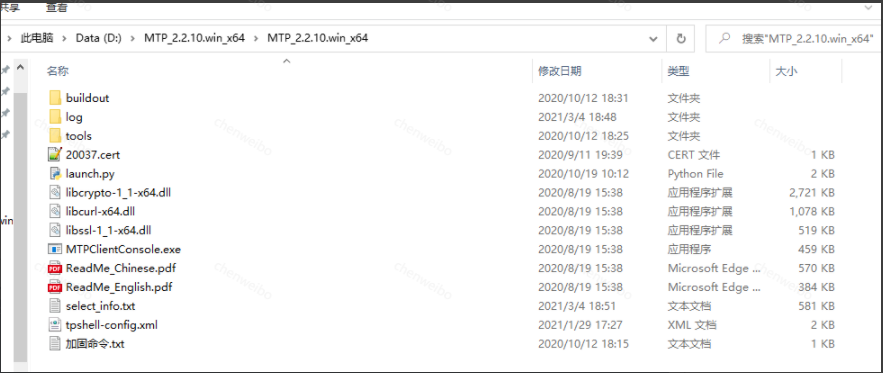 共享 查看
此电脑 > Data (D:) > MTP_2.2.10.win_x64 > MTP_2.2.10.win_x64 搜索"MTP_2.2.10.win_x64"
名称 修改日期 类型 大小
buildout 2020/10/12 18:31 文件夹
log 2021/3/4 18:48 文件夹
tools 2020/10/12 18:25 文件夹
20037.cert 2020/9/11 19:39 CERT 文件 1 KB
launch.py 2020/10/19 10:12 Python File 2 KB
libcrypto-1_1-x64.dll 2020/8/19 15:38 应用程序扩展 2,721 KB
libcurl-x64.dll 2020/8/19 15:38 应用程序扩展 1,078 KB
win libssl-1_1-x64.dll 2020/8/19 15:38 应用程序扩展 519 KB
MTPClientConsole.exe 2020/8/19 15:38 应用程序 459 KB
ReadMe_Chinese.pdf 2020/8/19 15:38 Microsoft Edge ... 570 KB
ReadMe_English.pdf 2020/8/19 15:38 Microsoft Edge ... 384 KB
select_info.txt 2021/3/4 18:51 文本文档 581 KB
tpshell-config.xml 2021/1/29 17:27 XML 文档 2 KB
加固命令.txt 2020/10/12 18:15 文本文档 1 KB
chenweibo